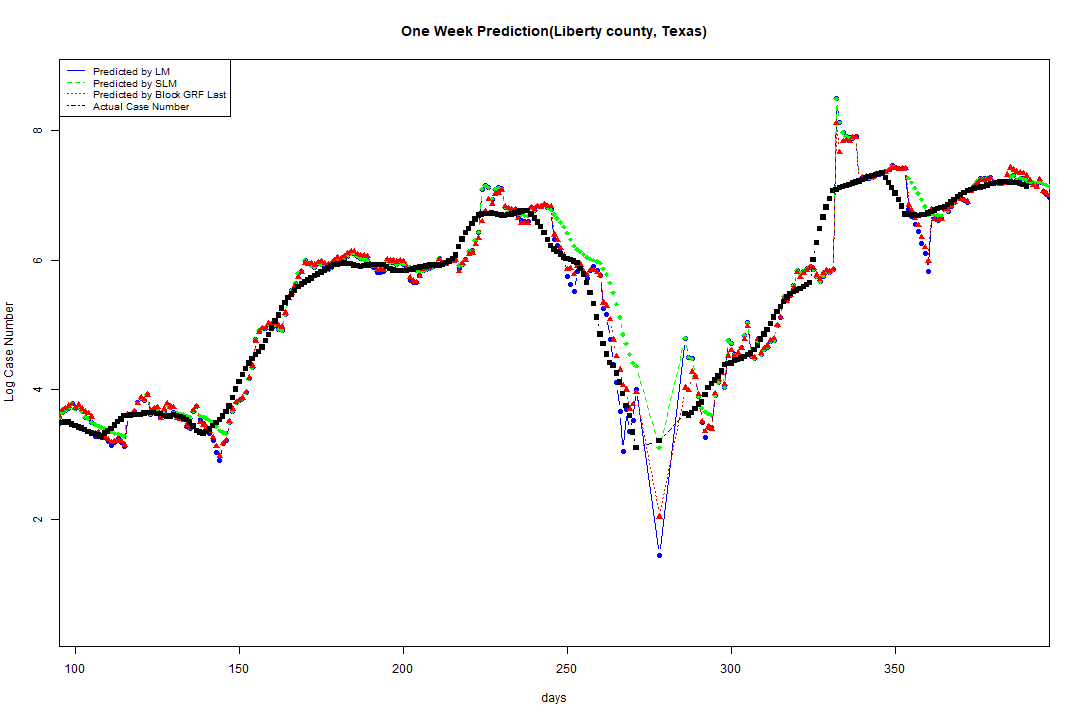 One Week Prediction(Liberty county, Texas)
Predicted by LM
Predicted by SLM
Predicted by Block GRF Last
Actual Case Number
8
6
4
2
Log Case Number
100 150 200 250 300 350
days